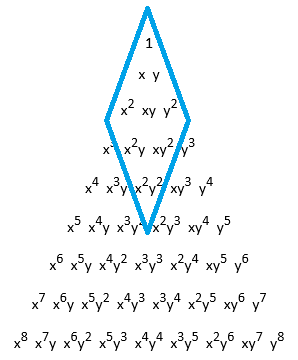 1
x y
x² xy y²
x³ x²y xy² y³
x⁴ x³y x²y² xy³ y⁴
x⁵ x⁴y x³y² x²y³ xy⁴ y⁵
x⁶ x⁵y x⁴y² x³y³ x²y⁴ xy⁵ y⁶
x⁷ x⁶y x⁵y² x⁴y³ x³y⁴ x²y⁵ xy⁶ y⁷
x⁸ x⁷y x⁶y² x⁵y³ x⁴y⁴ x³y⁵ x²y⁶ xy⁷ y⁸